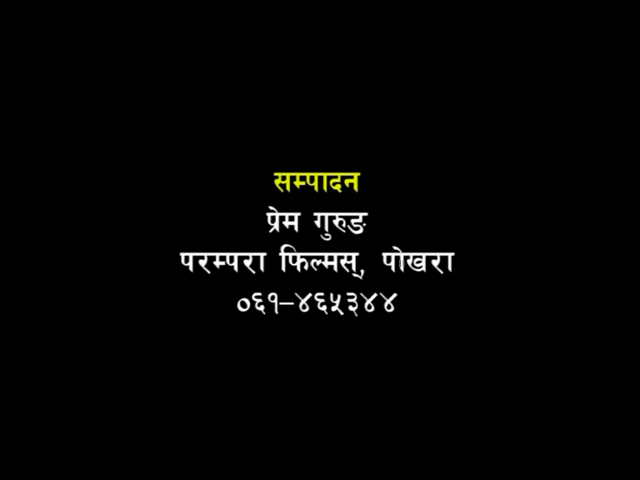 सम्पादन
प्रेम गुरुङ
परम्परा फिल्मस्, पोखरा
०६१–४६५३४४